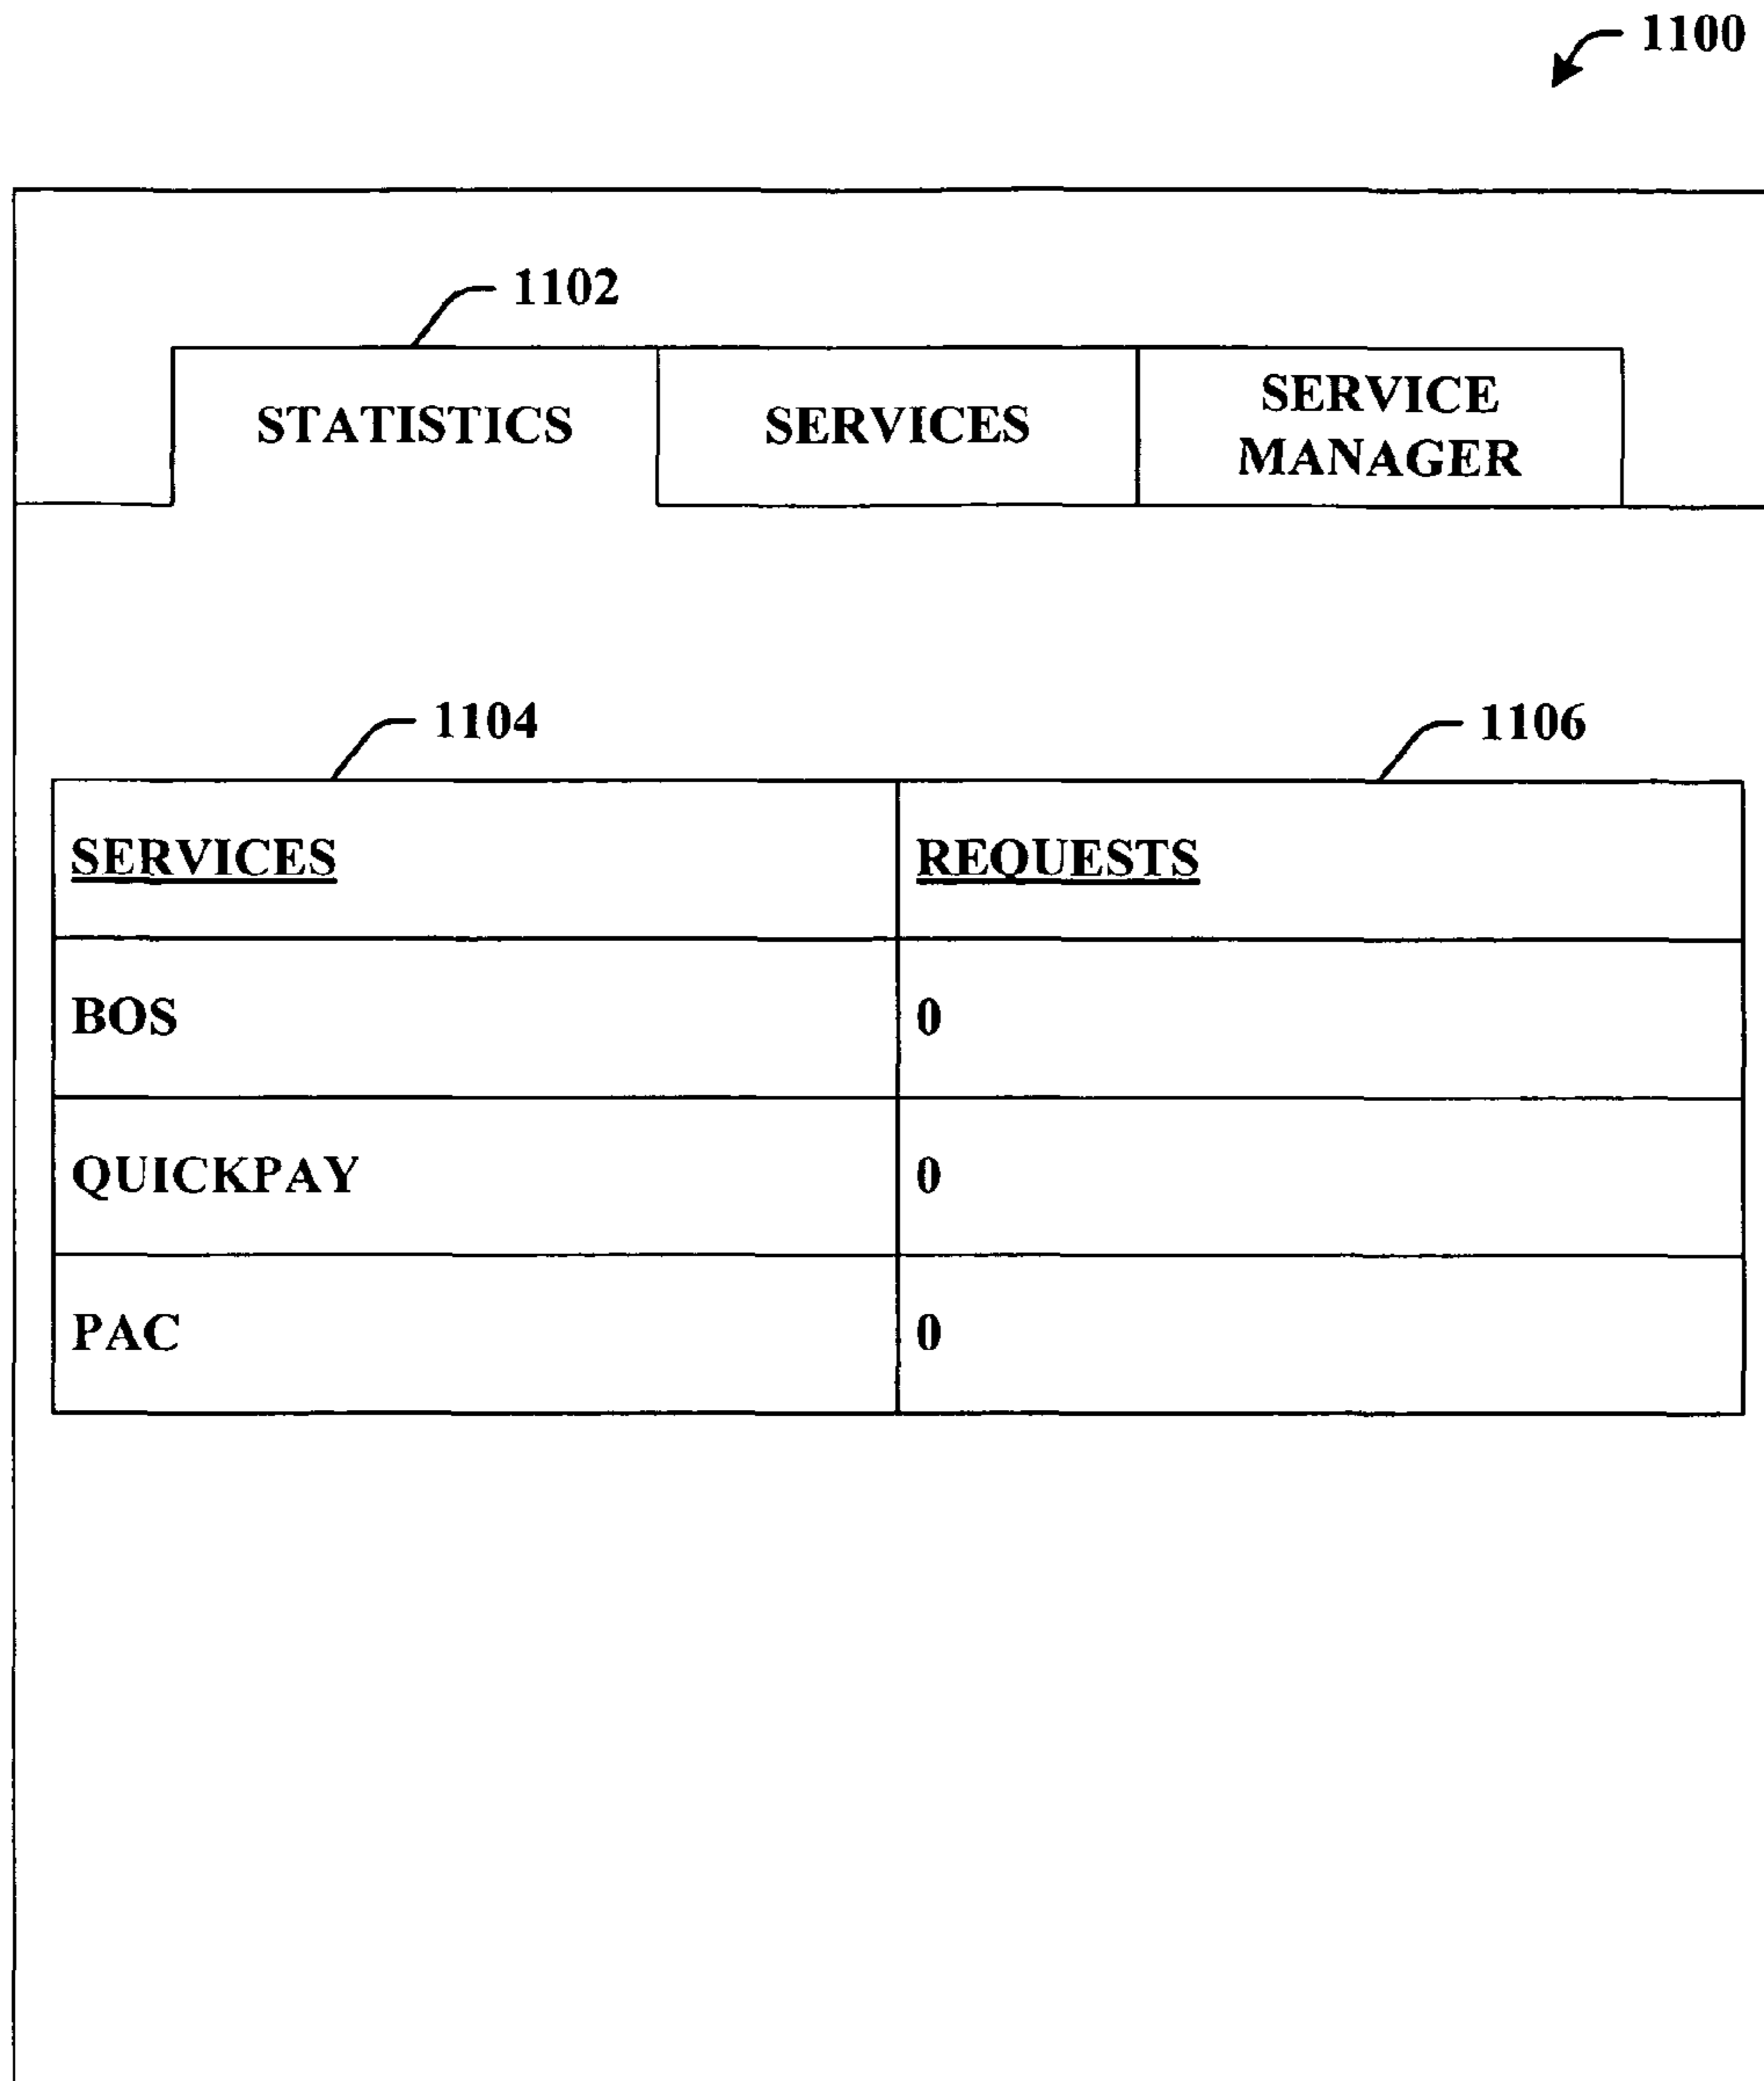 1100
1102
STATISTICS
SERVICES
SERVICE
MANAGER
1104
1106
SERVICES
REQUESTS
BOS
0
QUICKPAY
0
PAC
0